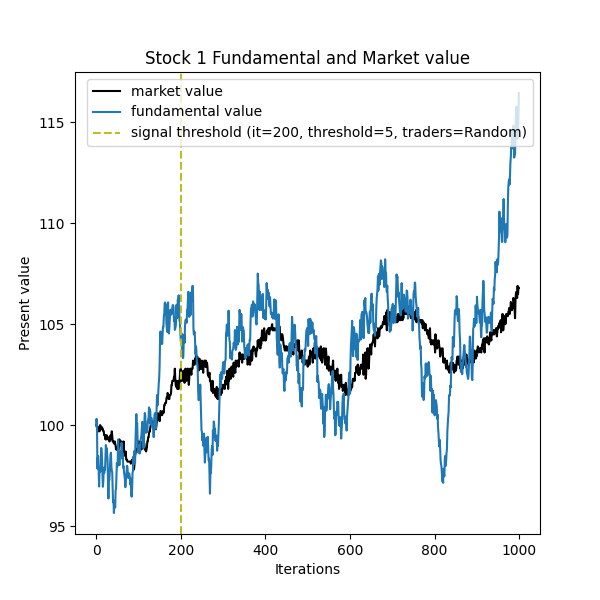 Stock 1 Fundamental and Market value
market value
fundamental value
signal threshold (it=200, threshold=5, traders=Random)
115
110
105
100
95
Present value
0 200 400 600 800 1000
Iterations